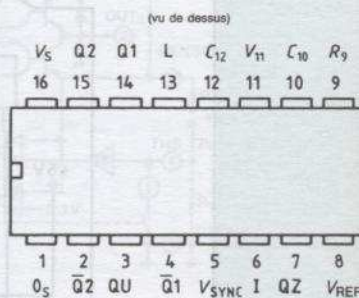 (vu de dessus)
V_S Q2 Q1 L C_12 V_11 C_10 R_9
16 15 14 13 12 11 10 9
1 2 3 4 5 6 7 8
0_S Q̅2 QU Q̅1 V_SYNC I QZ V_REF